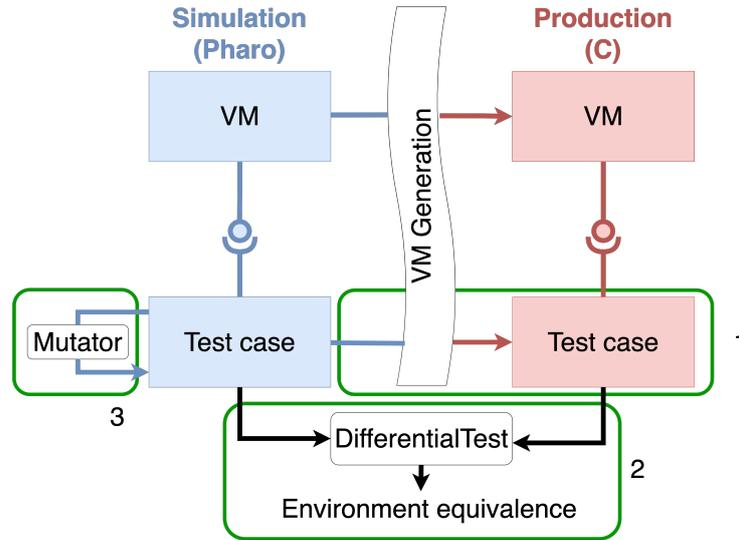 Simulation
(Pharo)
Production
(C)
VM
VM
VM Generation
Mutator
Test case
Test case
3
DifferentialTest
2
Environment equivalence